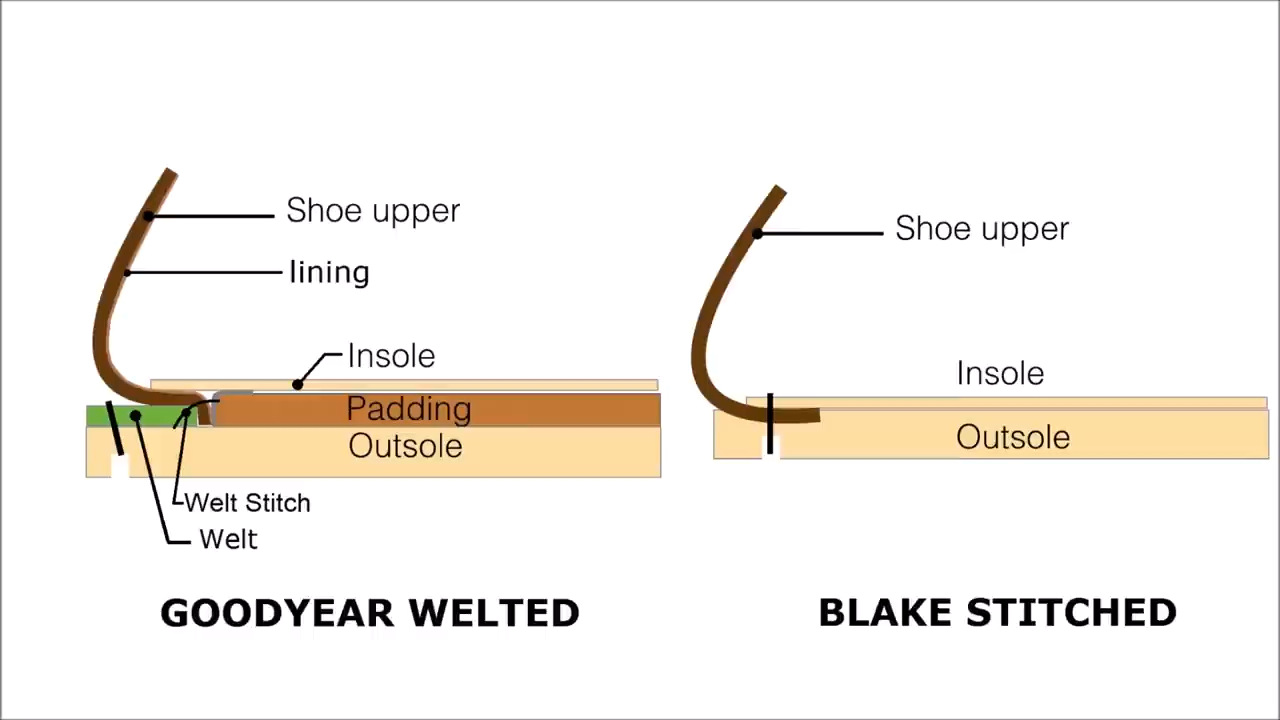 Shoe upper
lining
Insole
Padding
Outsole
Welt Stitch
Welt
GOODYEAR WELTED
Shoe upper
Insole
Outsole
BLAKE STITCHED